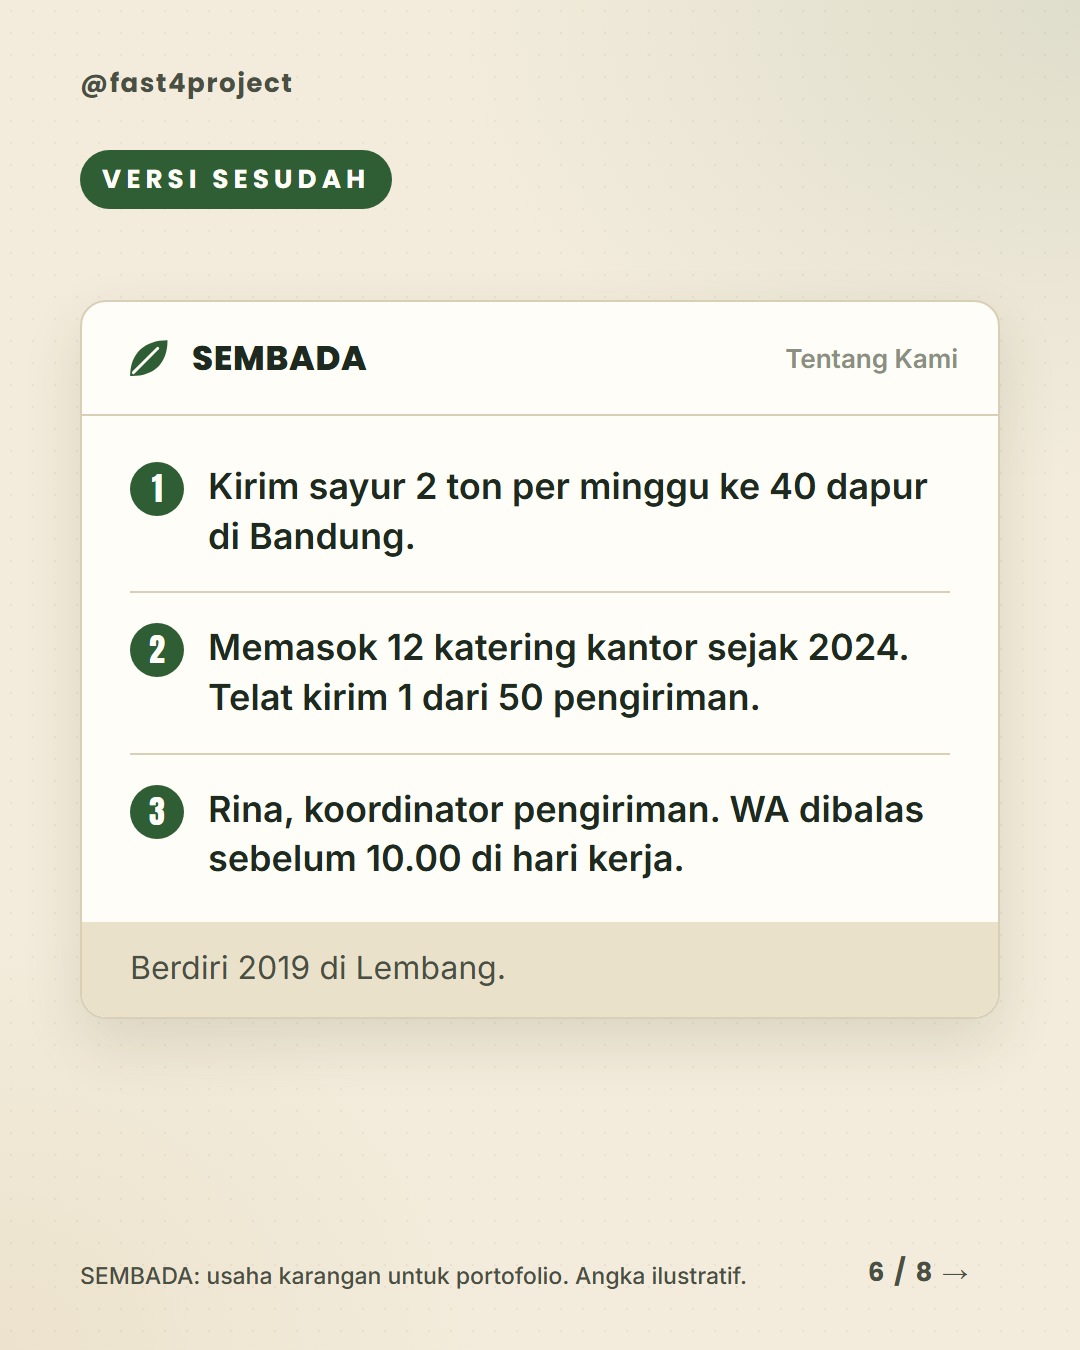 @fast4project
VERSI SESUDAH
SEMBADA
Tentang Kami
1
Kirim sayur 2 ton per minggu ke 40 dapur
di Bandung.
2
Memasok 12 katering kantor sejak 2024.
Telat kirim 1 dari 50 pengiriman.
3
Rina, koordinator pengiriman. WA dibalas
sebelum 10.00 di hari kerja.
Berdiri 2019 di Lembang.
SEMBADA: usaha karangan untuk portofolio. Angka ilustratif.
6 / 8 →